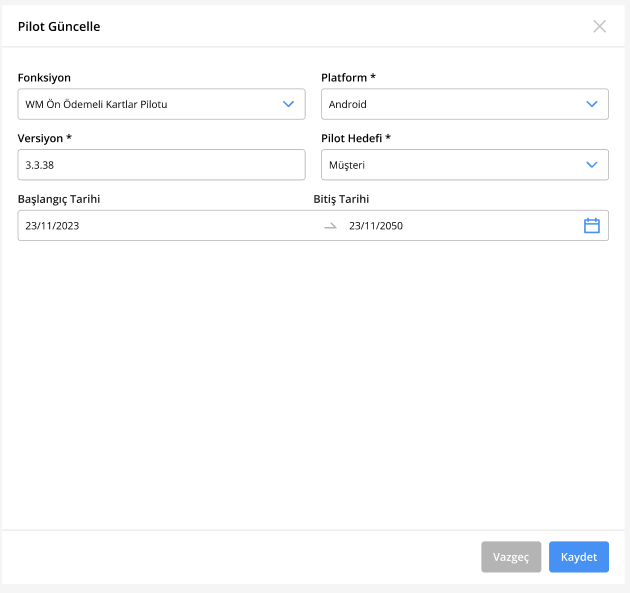 Pilot Güncelle
Fonksiyon
Platform *
WM Ön Ödemeli Kartlar Pilotu
Android
Versiyon *
Pilot Hedefi *
3.3.38
Müşteri
Başlangıç Tarihi
Bitiş Tarihi
23/11/2023
23/11/2050
Vazgeç
Kaydet